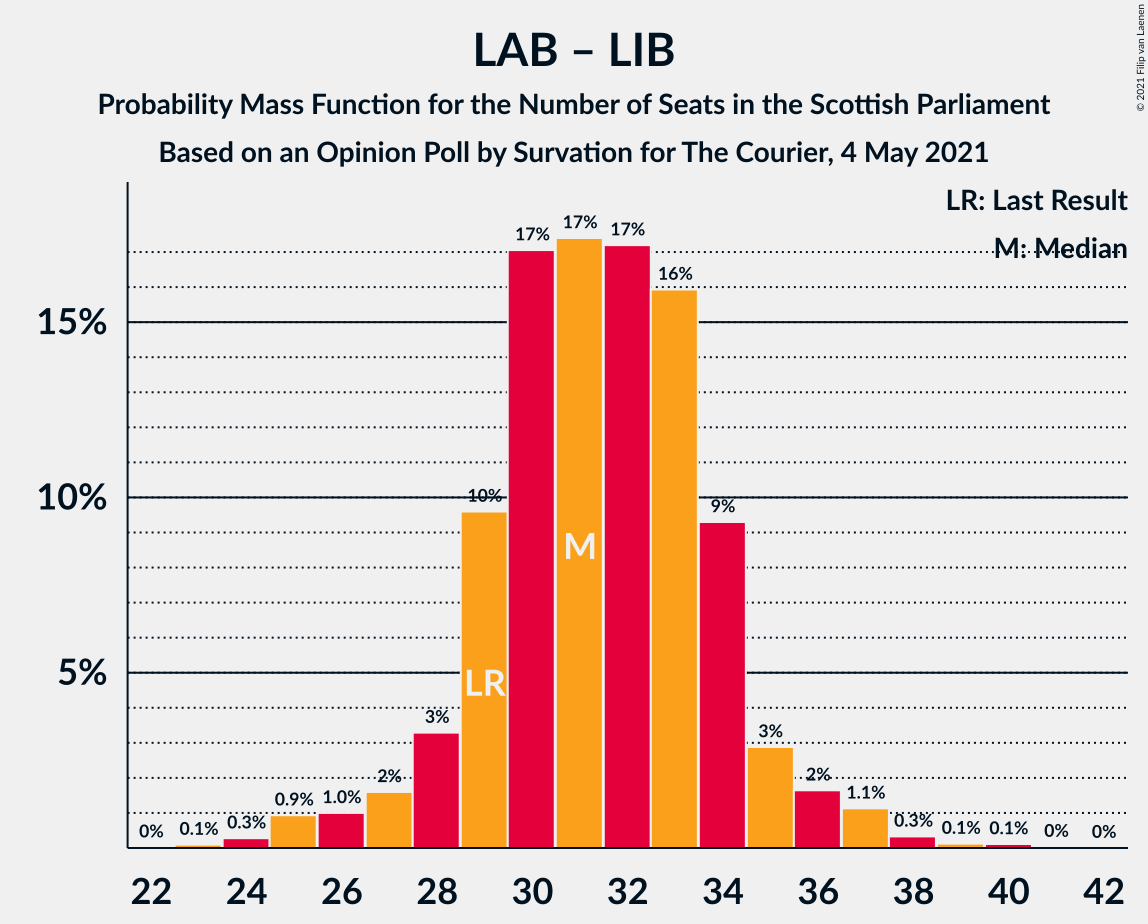 LAB – LIB
Probability Mass Function for the Number of Seats in the Scottish Parliament
Based on an Opinion Poll by Survation for The Courier, 4 May 2021
© 2021 Filip van Laenen
LR: Last Result
M: Median
15%
10%
5%
0%
0.1%
0.3%
0.9%
1.0%
2%
3%
10%
17%
17%
17%
16%
9%
3%
2%
1.1%
0.3%
0.1%
0.1%
0%
0%
LR
M
22 24 26 28 30 32 34 36 38 40 42